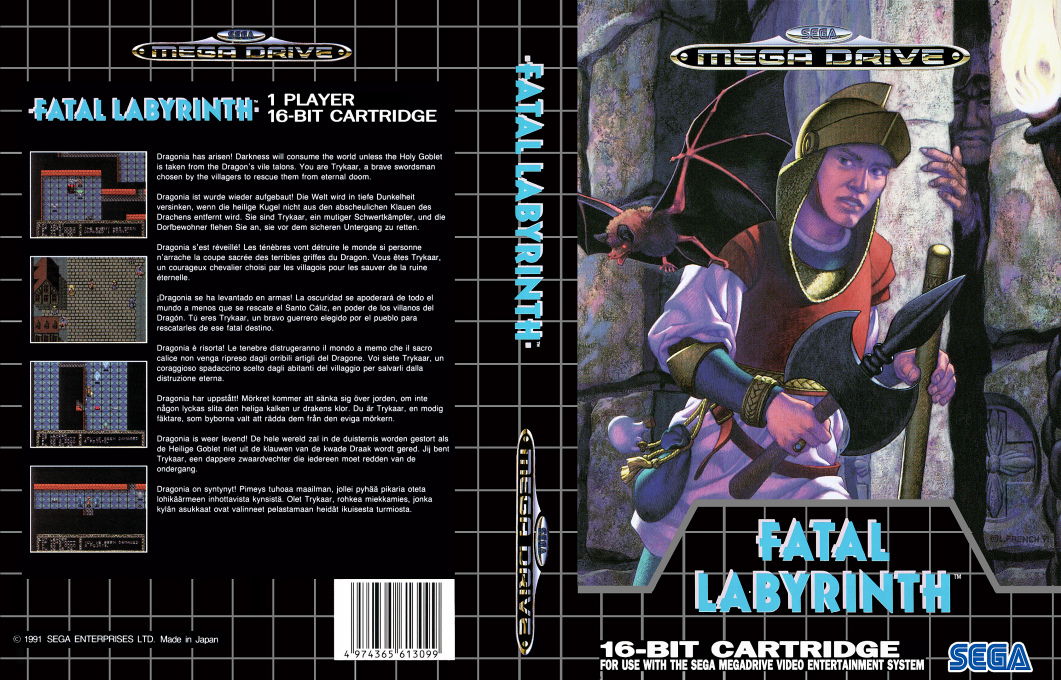 SEGA
MEGA DRIVE
FATAL LABYRINTH™
1 PLAYER
16-BIT CARTRIDGE
Dragonia has arisen! Darkness will consume the world unless the Holy Goblet
is taken from the Dragon's vile talons. You are Trykaar, a brave swordsman
chosen by the villagers to rescue them from eternal doom.
Dragonia ist wurde wieder aufgebaut! Die Welt wird in tiefe Dunkelheit
versinken, wenn die heilige Kugel nicht aus den abscheulichen Klauen des
Drachens entfernt wird. Sie sind Trykaar, ein mutiger Schwertkämpfer, und die
Dorfbewohner flehen Sie an, sie vor dem sicheren Untergang zu retten.
Dragonia s'est réveillé! Les ténèbres vont détruire le monde si personne
n'arrache la coupe sacrée des terribles griffes du Dragon. Vous êtes Trykaar,
un courageux chevalier choisi par les villagois pour les sauver de la ruine
éternelle.
¡Dragonia se ha levantado en armas! La oscuridad se apoderará de todo el
mundo a menos que se rescate el Santo Cáliz, en poder de los villanos del
Dragón. Tú eres Trykaar, un bravo guerrero elegido por el pueblo para
rescatarles de ese fatal destino.
Dragonia è risorta! Le tenebre distrugeranno il mondo a memo che il sacro
calice non venga ripreso dagli orribili artigli del Dragone. Voi siete Trykaar, un
coraggioso spadaccino scelto dagli abitanti del villaggio per salvarli dalla
distruzione eterna.
Dragonia har uppstått! Mörkret kommer att sänka sig över jorden, om inte
någon lyckas slita den heliga kalken ur drakens klor. Du är Trykaar, en modig
fäktare, som byborna valt att rädda dem från den eviga mörkern.
Dragonia is weer levend! De hele wereld zal in de duisternis worden gestort als
de Heilige Goblet niet uit de klauwen van de kwade Draak wordt gered. Jij bent
Trykaar, een dappere zwaardvechter die iedereen moet redden van de
ondergang.
Dragonia on syntynyt! Pimeys tuhoaa maailman, jollei pyhää pikaria oteta
lohikäärmeen inhottavista kynsistä. Olet Trykaar, rohkea miekkamies, jonka
kylän asukkaat ovat valinneet pelastamaan heidät ikuisesta turmiosta.
© 1991 SEGA ENTERPRISES LTD. Made in Japan
4 974365 613099
FATAL LABYRINTH™
SEGA
MEGA DRIVE
SEGA
MEGA DRIVE
FATAL
LABYRINTH™
16-BIT CARTRIDGE
FOR USE WITH THE SEGA MEGADRIVE VIDEO ENTERTAINMENT SYSTEM
SEGA